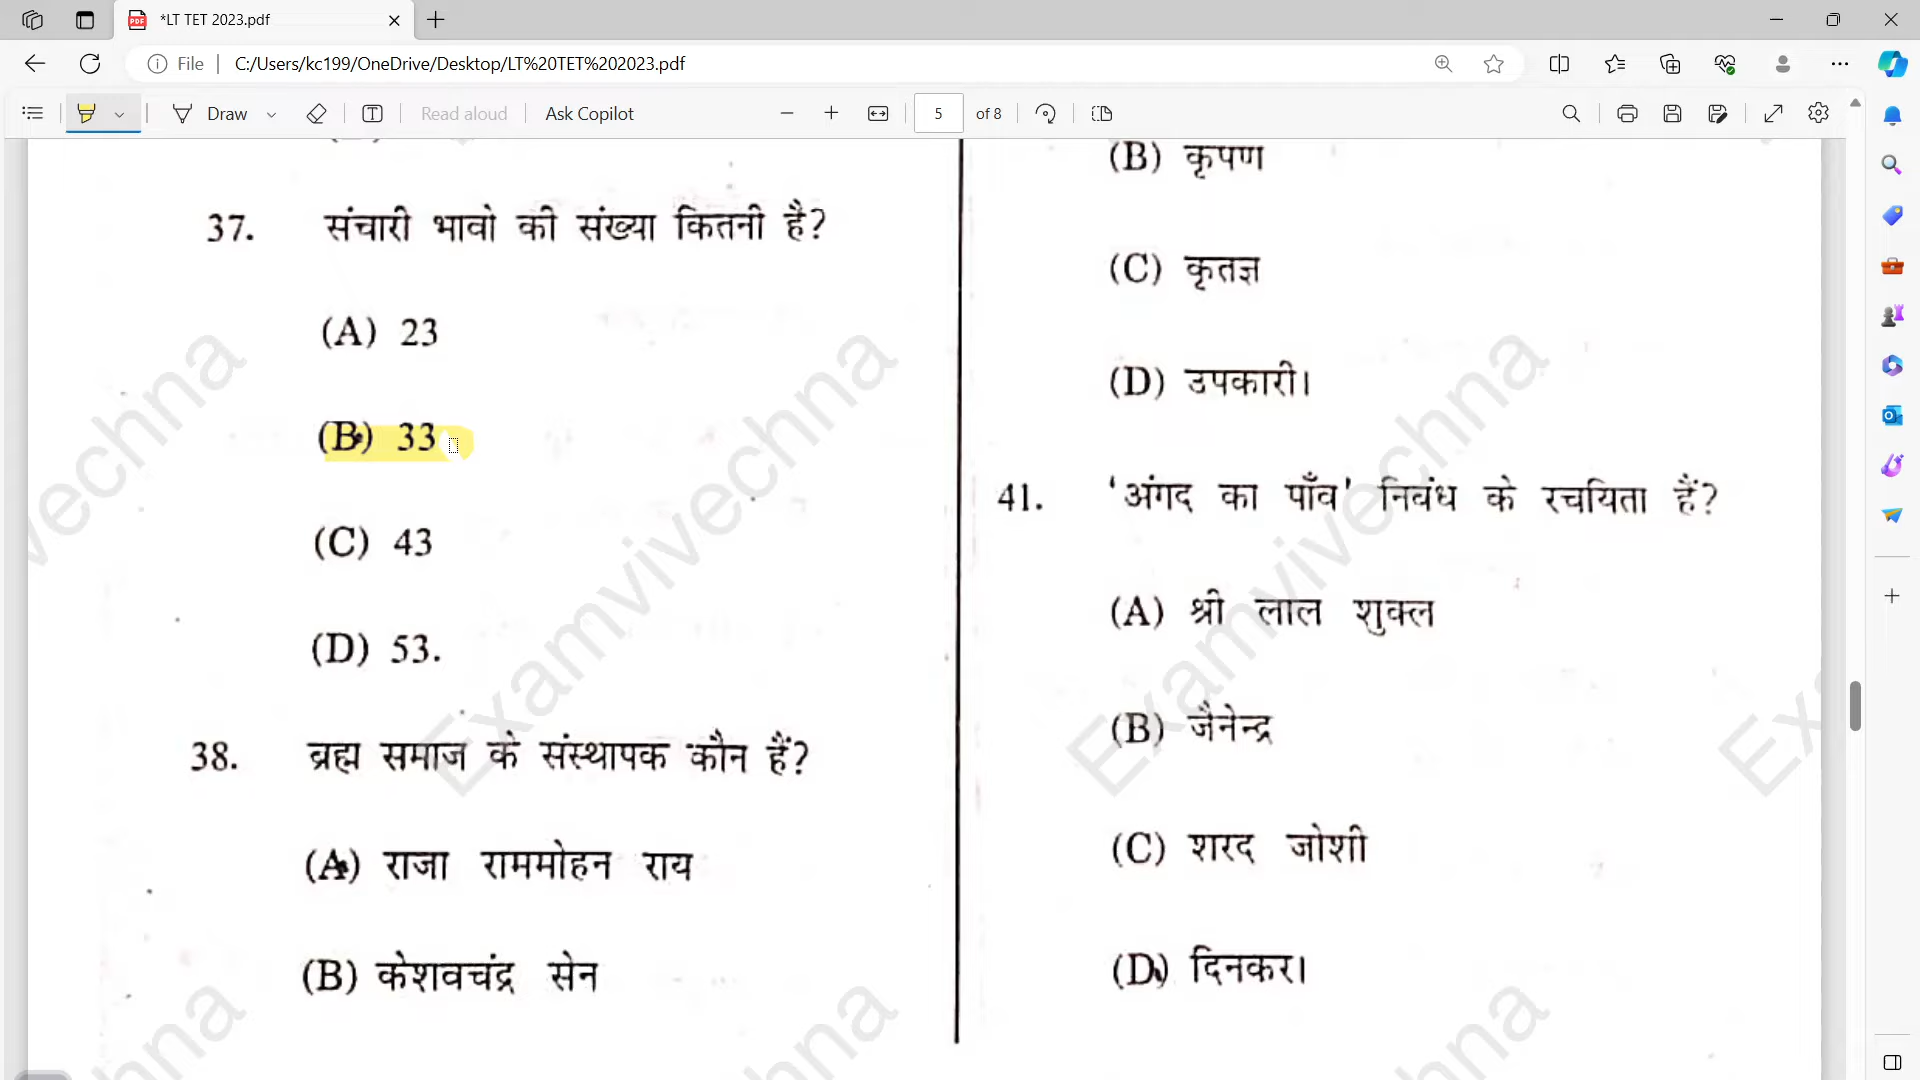 *LT TET 2023.pdf
File
C:/Users/kc199/OneDrive/Desktop/LT%20TET%202023.pdf
Draw
Read aloud
Ask Copilot
5
of 8
37. संचारी भावो की संख्या कितनी है?
(A) 23
(B) 33
(C) 43
(D) 53.
38. ब्रह्म समाज के संस्थापक कौन हैं?
(A) राजा राममोहन राय
(B) केशवचंद्र सेन
(B) कृपण
(C) कृतज्ञ
(D) उपकारी।
41. 'अंगद का पाँव' निबंध के रचयिता हैं?
(A) श्री लाल शुक्ल
(B) जैनेन्द्र
(C) शरद जोशी
(D) दिनकर।
Examvivechna
Examvivechna